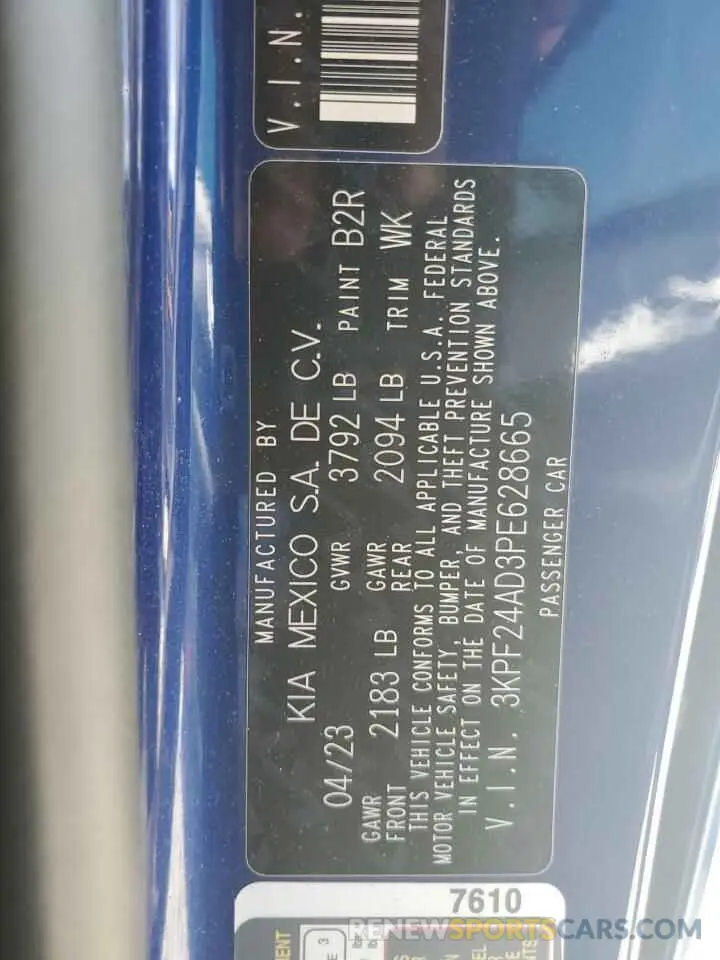 V.I.N.
MANUFACTURED BY
KIA MEXICO S.A. DE C.V.
04/23 GVWR 3792 LB PAINT B2R
GAWR FRONT 2183 LB GAWR REAR 2094 LB TRIM WK
THIS VEHICLE CONFORMS TO ALL APPLICABLE U.S.A. FEDERAL
MOTOR VEHICLE SAFETY, BUMPER, AND THEFT PREVENTION STANDARDS
IN EFFECT ON THE DATE OF MANUFACTURE SHOWN ABOVE.
V.I.N. 3KPF24AD3PE628665
PASSENGER CAR
7610
3
RENEWSPORTSCARS.COM